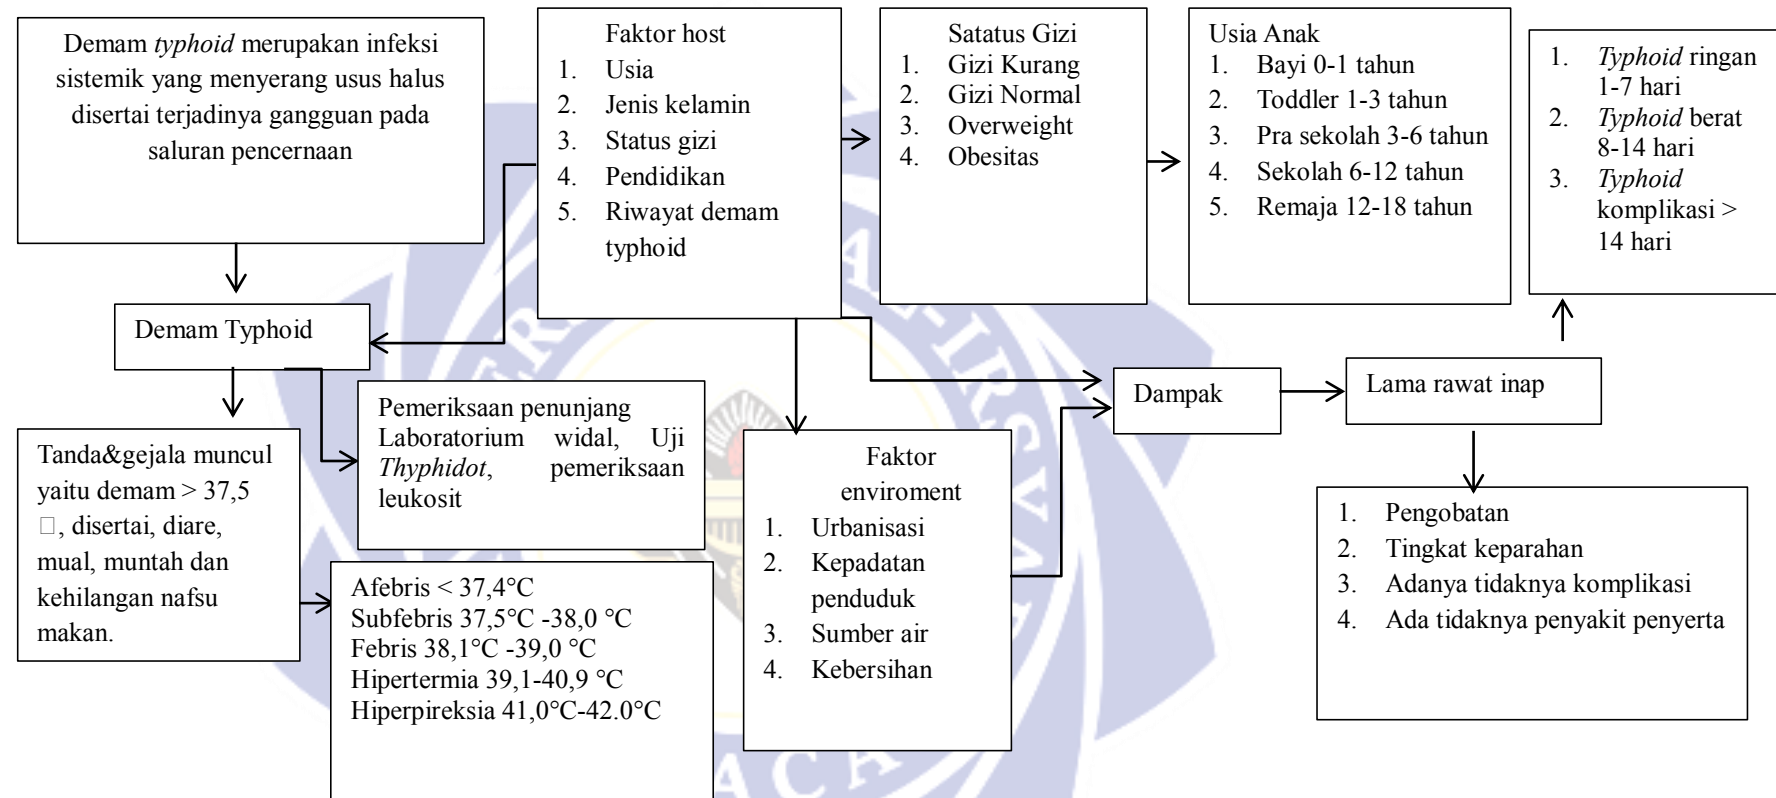 Demam typhoid merupakan infeksi
sistemik yang menyerang usus halus
disertai terjadinya gangguan pada
saluran pencernaan
Faktor host
1. Usia
2. Jenis kelamin
3. Status gizi
4. Pendidikan
5. Riwayat demam
typhoid
Satatus Gizi
1. Gizi Kurang
2. Gizi Normal
3. Overweight
4. Obesitas
Usia Anak
1. Bayi 0-1 tahun
2. Toddler 1-3 tahun
3. Pra sekolah 3-6 tahun
4. Sekolah 6-12 tahun
5. Remaja 12-18 tahun
1. Typhoid ringan
1-7 hari
2. Typhoid berat
8-14 hari
3. Typhoid
komplikasi >
14 hari
Demam Typhoid
Dampak
Lama rawat inap
Pemeriksaan penunjang
Laboratorium widal, Uji
Thyphidot, pemeriksaan
leukosit
Tanda&gejala muncul
yaitu demam > 37,5
□, disertai, diare,
mual, muntah dan
kehilangan nafsu
makan.
Faktor
enviroment
1. Urbanisasi
2. Kepadatan
penduduk
3. Sumber air
4. Kebersihan
1. Pengobatan
2. Tingkat keparahan
3. Adanya tidaknya komplikasi
4. Ada tidaknya penyakit penyerta
Afebris < 37,4°C
Subfebris 37,5°C -38,0 °C
Febris 38,1°C -39,0 °C
Hipertermia 39,1-40,9 °C
Hiperpireksia 41,0°C-42.0°C